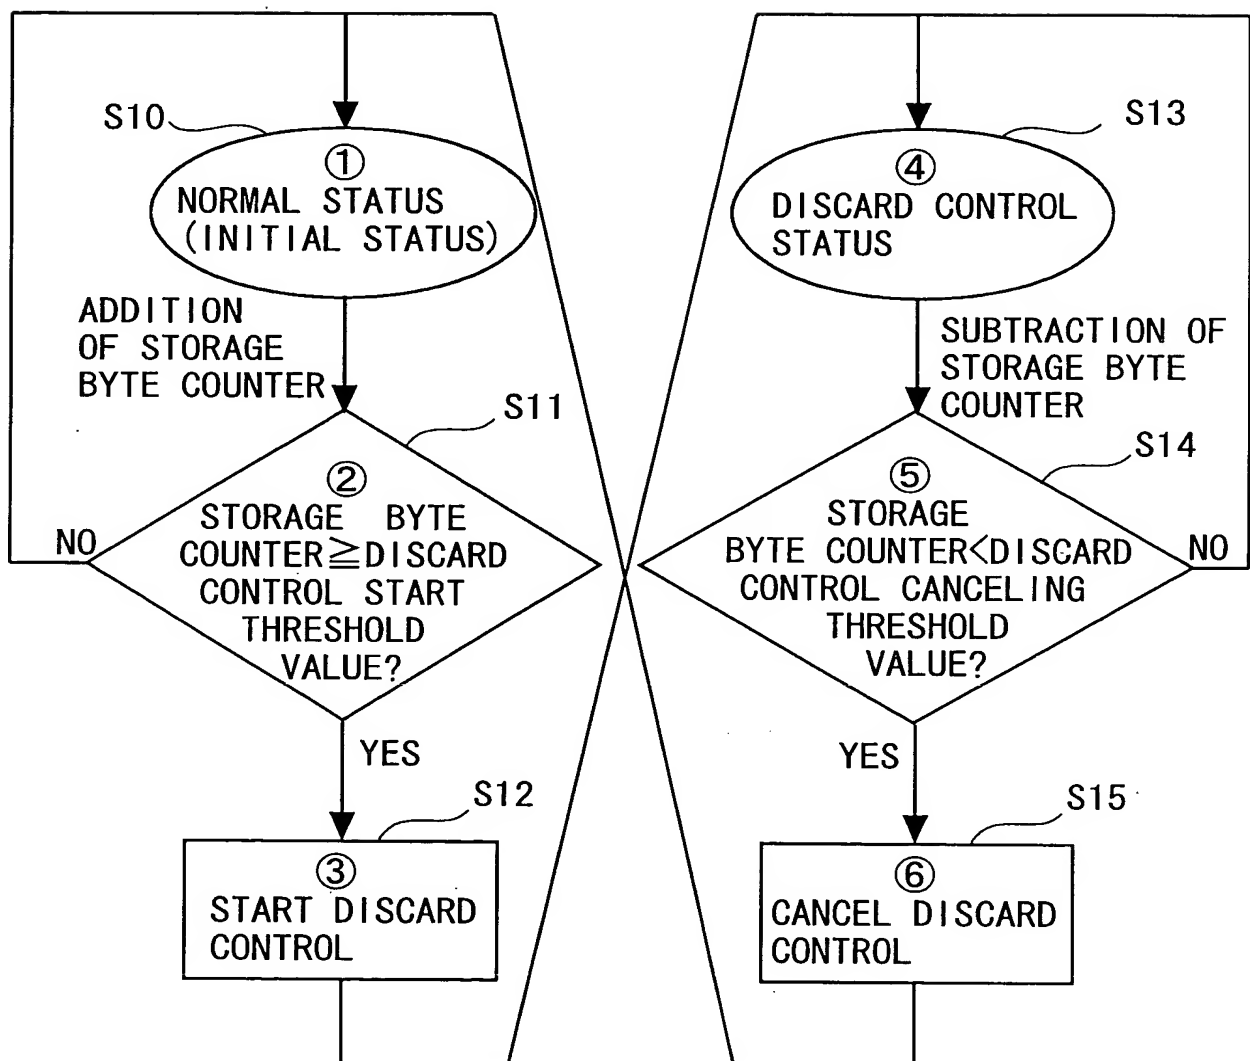 S10
①
NORMAL STATUS
(INITIAL STATUS)
ADDITION
OF STORAGE
BYTE COUNTER
S11
②
STORAGE BYTE
COUNTER≧DISCARD
CONTROL START
THRESHOLD
VALUE?
NO
YES
S12
③
START DISCARD
CONTROL
S13
④
DISCARD CONTROL
STATUS
SUBTRACTION OF
STORAGE BYTE
COUNTER
S14
⑤
STORAGE
BYTE COUNTER<DISCARD
CONTROL CANCELING
THRESHOLD
VALUE?
NO
YES
S15
⑥
CANCEL DISCARD
CONTROL